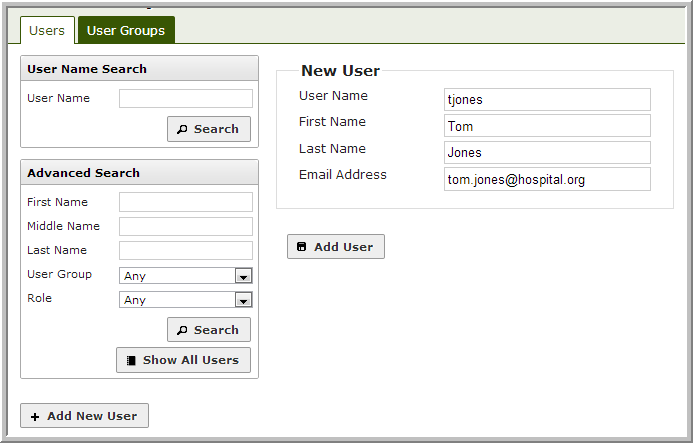 Users
User Groups
User Name Search
User Name
Search
Advanced Search
First Name
Middle Name
Last Name
User Group Any
Role Any
Search
Show All Users
Add New User
New User
User Name tjones
First Name Tom
Last Name Jones
Email Address tom.jones@hospital.org
Add User